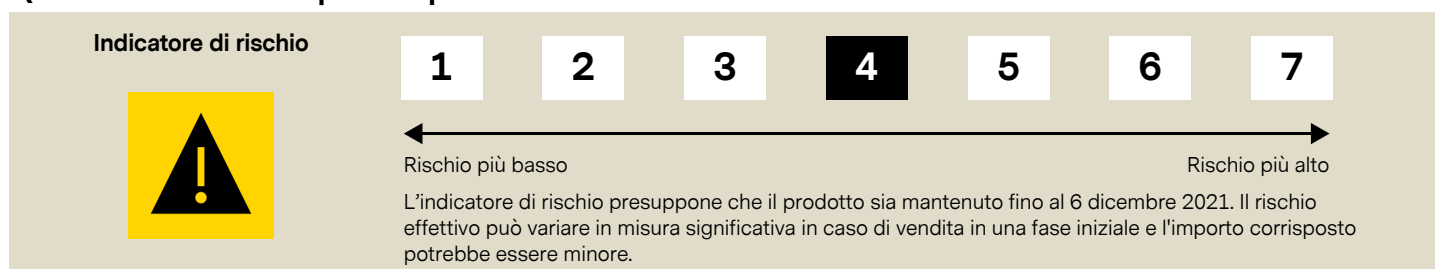 Indicatore di rischio
1 2 3 4 5 6 7
Rischio più basso Rischio più alto
L'indicatore di rischio presuppone che il prodotto sia mantenuto fino al 6 dicembre 2021. Il rischio
effettivo può variare in misura significativa in caso di vendita in una fase iniziale e l'importo corrisposto
potrebbe essere minore.